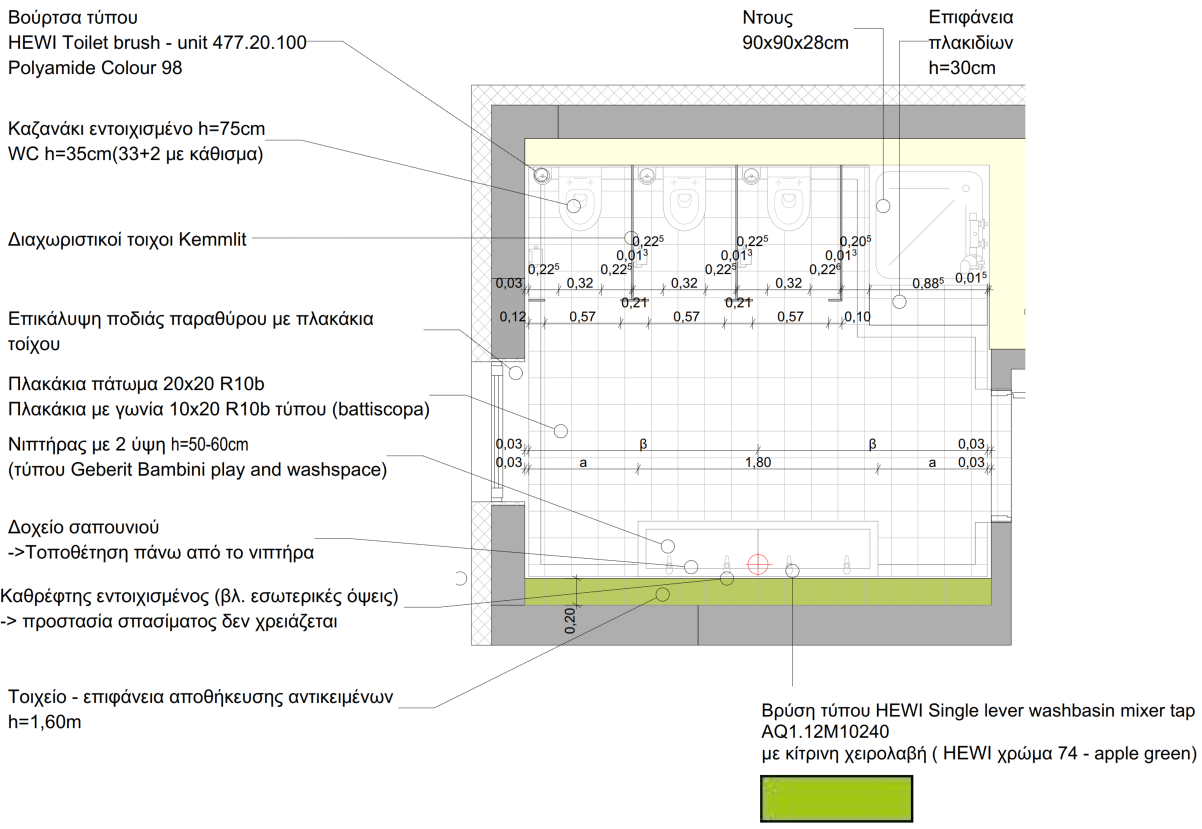 Βούρτσα τύπου
HEWI Toilet brush - unit 477.20.100
Polyamide Colour 98
Ντους
90x90x28cm
Επιφάνεια
πλακιδίων
h=30cm
Καζανάκι εντοιχισμένο h=75cm
WC h=35cm(33+2 με κάθισμα)
Διαχωριστικοί τοιχοι Kemmlit
0,22⁵
0,22⁵
0,20⁵
0,01³
0,01³
0,01³
0,22⁵
0,22⁵
0,22⁵
0,22⁶
0,03
0,32
0,32
0,32
0,88⁵
0,01⁵
0,21
0,21
0,12
0,57
0,57
0,57
0,10
Επικάλυψη ποδιάς παραθύρου με πλακάκια
τοίχου
Πλακάκια πάτωμα 20x20 R10b
Πλακάκια με γωνία 10x20 R10b τύπου (battiscopa)
Νιπτήρας με 2 ύψη h=50-60cm
(τύπου Geberit Bambini play and washspace)
0,03
β
β
0,03
0,03
a
1,80
a
0,03
Δοχείο σαπουνιού
->Τοποθέτηση πάνω από το νιπτήρα
Καθρέφτης εντοιχισμένος (βλ. εσωτερικές όψεις)
-> προστασία σπασίματος δεν χρειάζεται
0,20
Τοιχείο - επιφάνεια αποθήκευσης αντικειμένων
h=1,60m
Βρύση τύπου HEWI Single lever washbasin mixer tap
AQ1.12M10240
με κίτρινη χειρολαβή ( HEWI χρώμα 74 - apple green)